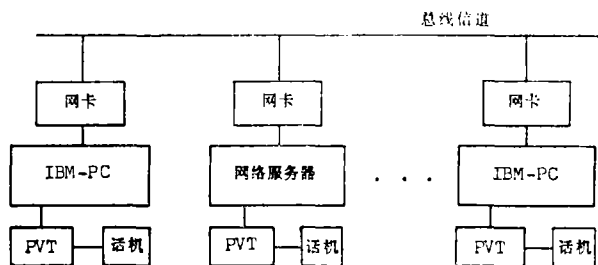 总线信道
网卡 网卡 网卡
IBM-PC 网络服务器 . . . IBM-PC
PVT 话机 PVT 话机 PVT 话机